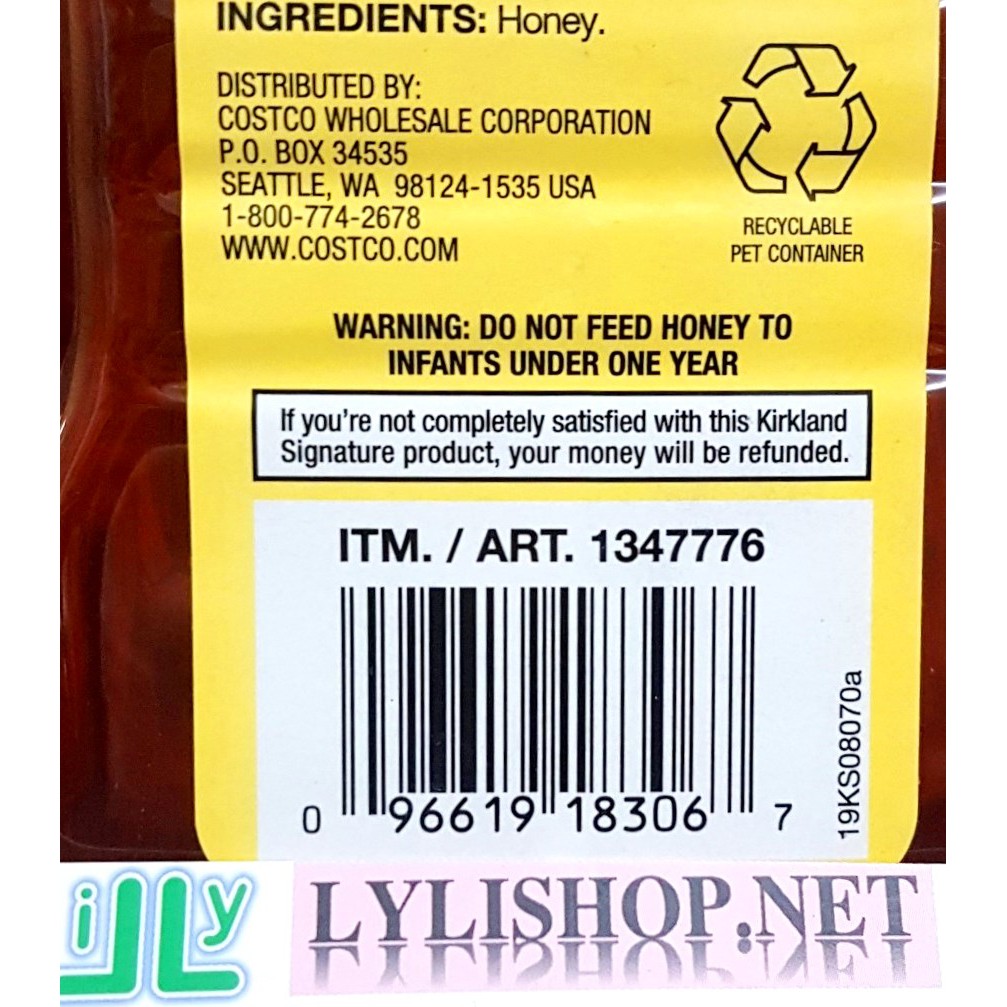 INGREDIENTS: Honey.
DISTRIBUTED BY:
COSTCO WHOLESALE CORPORATION
P.O. BOX 34535
SEATTLE, WA 98124-1535 USA
1-800-774-2678
WWW.COSTCO.COM
RECYCLABLE
PET CONTAINER
WARNING: DO NOT FEED HONEY TO
INFANTS UNDER ONE YEAR
If you're not completely satisfied with this Kirkland
Signature product, your money will be refunded.
ITM. / ART. 1347776
0 96619 18306 7
19KS08070a
iLLy
LYLISHOP.NET